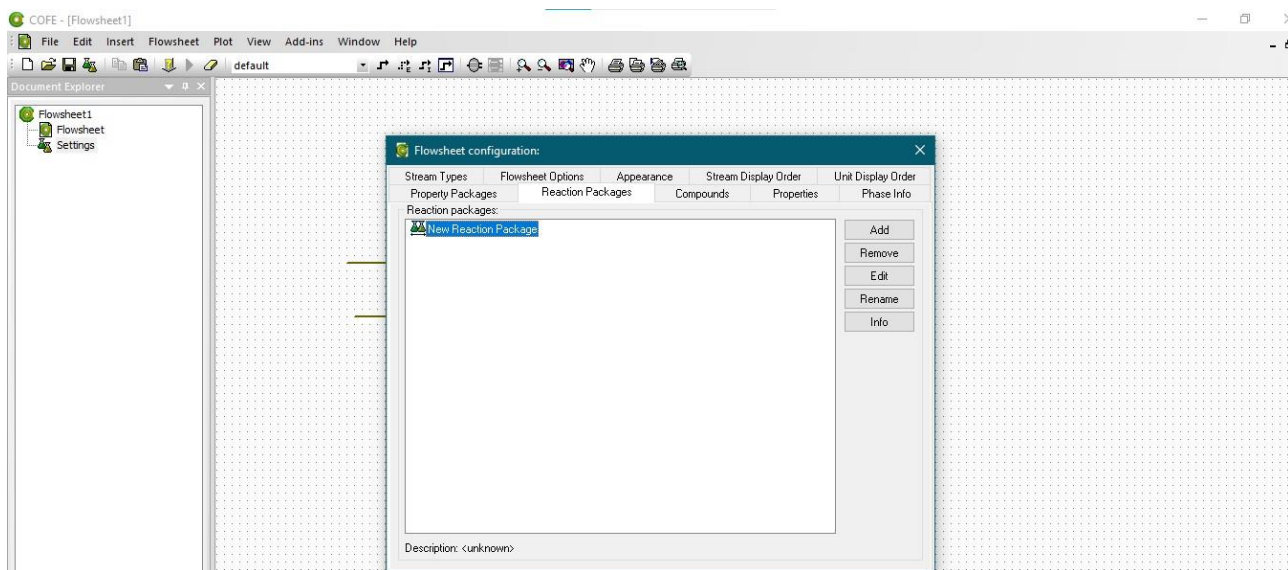 COFE - [Flowsheet1]
File Edit Insert Flowsheet Plot View Add-ins Window Help
default
Document Explorer
Flowsheet1
Flowsheet
Settings
Flowsheet configuration:
Stream Types Flowsheet Options Appearance Stream Display Order Unit Display Order
Property Packages Reaction Packages Compounds Properties Phase Info
Reaction packages:
New Reaction Package
Add
Remove
Edit
Rename
Info
Description: <unknown>